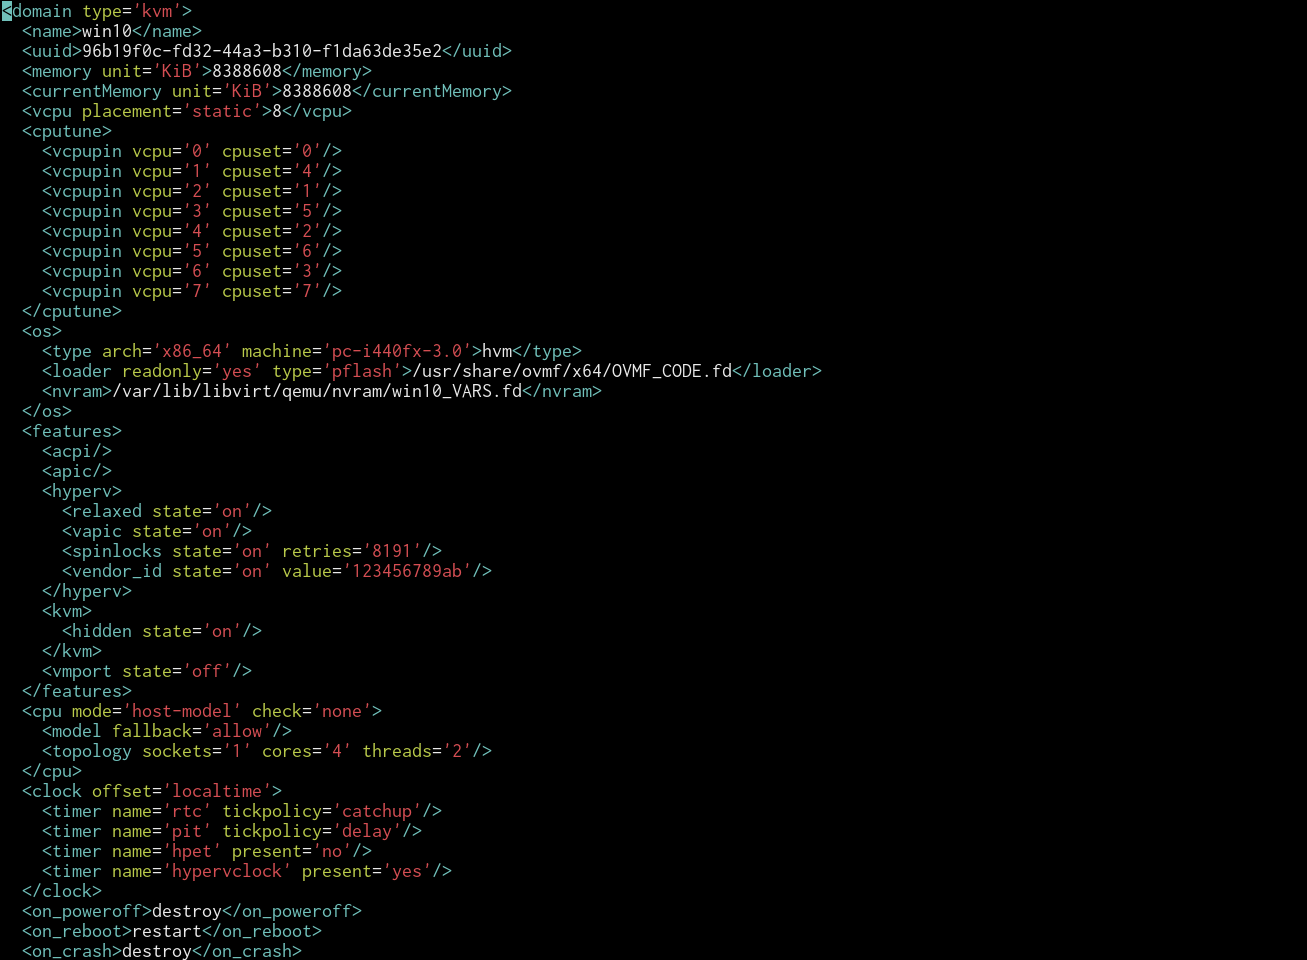 <domain type='kvm'>
  <name>win10</name>
  <uuid>96b19f0c-fd32-44a3-b310-f1da63de35e2</uuid>
  <memory unit='KiB'>8388608</memory>
  <currentMemory unit='KiB'>8388608</currentMemory>
  <vcpu placement='static'>8</vcpu>
  <cputune>
    <vcpupin vcpu='0' cpuset='0'/>
    <vcpupin vcpu='1' cpuset='4'/>
    <vcpupin vcpu='2' cpuset='1'/>
    <vcpupin vcpu='3' cpuset='5'/>
    <vcpupin vcpu='4' cpuset='2'/>
    <vcpupin vcpu='5' cpuset='6'/>
    <vcpupin vcpu='6' cpuset='3'/>
    <vcpupin vcpu='7' cpuset='7'/>
  </cputune>
  <os>
    <type arch='x86_64' machine='pc-i440fx-3.0'>hvm</type>
    <loader readonly='yes' type='pflash'>/usr/share/ovmf/x64/OVMF_CODE.fd</loader>
    <nvram>/var/lib/libvirt/qemu/nvram/win10_VARS.fd</nvram>
  </os>
  <features>
    <acpi/>
    <apic/>
    <hyperv>
      <relaxed state='on'/>
      <vapic state='on'/>
      <spinlocks state='on' retries='8191'/>
      <vendor_id state='on' value='123456789ab'/>
    </hyperv>
    <kvm>
      <hidden state='on'/>
    </kvm>
    <vmport state='off'/>
  </features>
  <cpu mode='host-model' check='none'>
    <model fallback='allow'/>
    <topology sockets='1' cores='4' threads='2'/>
  </cpu>
  <clock offset='localtime'>
    <timer name='rtc' tickpolicy='catchup'/>
    <timer name='pit' tickpolicy='delay'/>
    <timer name='hpet' present='no'/>
    <timer name='hypervclock' present='yes'/>
  </clock>
  <on_poweroff>destroy</on_poweroff>
  <on_reboot>restart</on_reboot>
  <on_crash>destroy</on_crash>